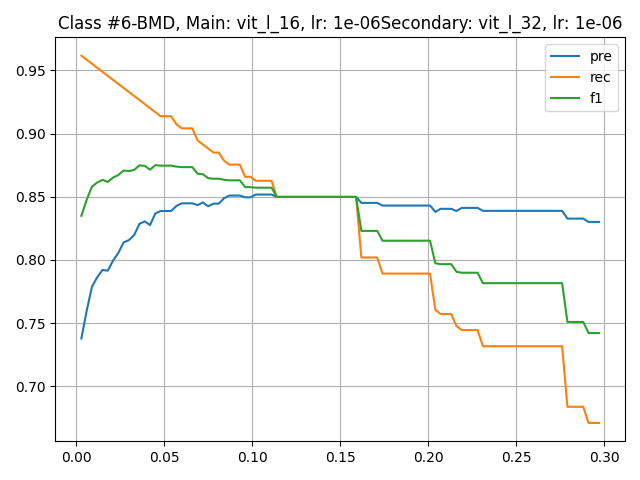 Class #6-BMD, Main: vit_l_16, lr: 1e-06Secondary: vit_l_32, lr: 1e-06
pre
rec
f1
0.95
0.90
0.85
0.80
0.75
0.70
0.00 0.05 0.10 0.15 0.20 0.25 0.30